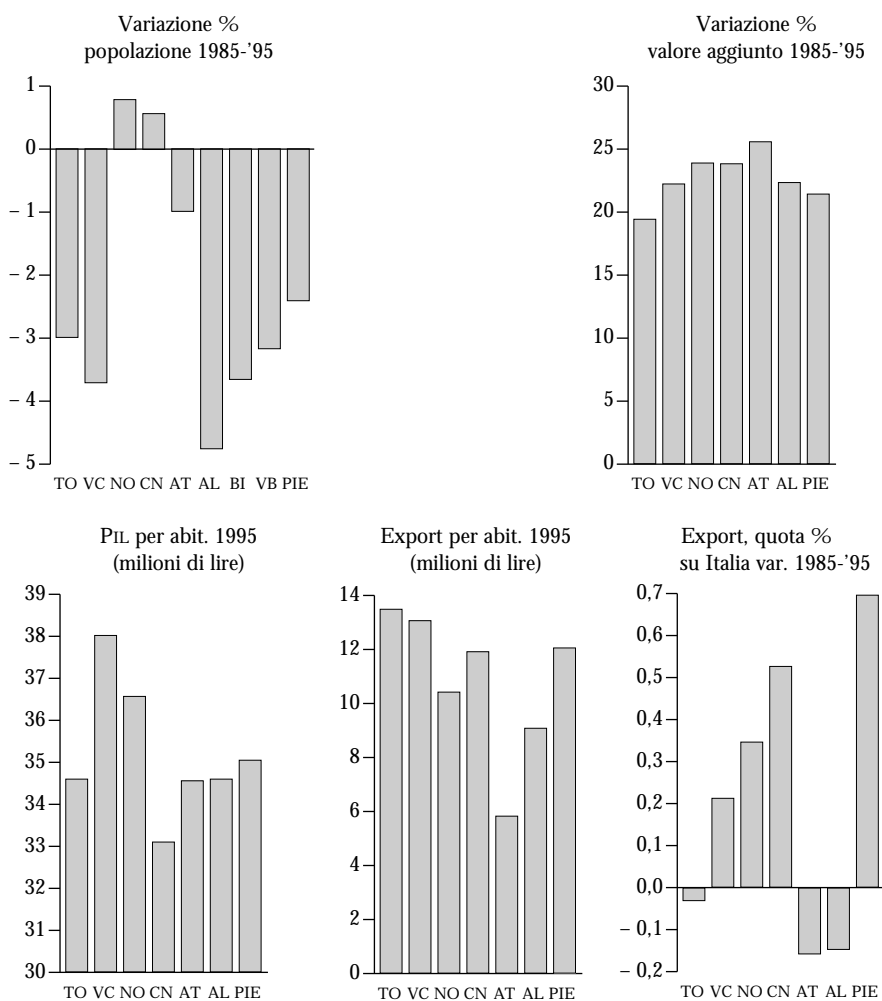 Variazione %
popolazione 1985-'95
1
0
– 1
– 2
– 3
– 4
– 5
TO VC NO CN AT AL BI VB PIE
Variazione %
valore aggiunto 1985-'95
30
25
20
15
10
5
0
TO VC NO CN AT AL PIE
PIL per abit. 1995
(milioni di lire)
39
38
37
36
35
34
33
32
31
30
TO VC NO CN AT AL PIE
Export per abit. 1995
(milioni di lire)
14
12
10
8
6
4
2
0
TO VC NO CN AT AL PIE
Export, quota %
su Italia var. 1985-'95
0,7
0,6
0,5
0,4
0,3
0,2
0,1
0,0
– 0,1
– 0,2
TO VC NO CN AT AL PIE